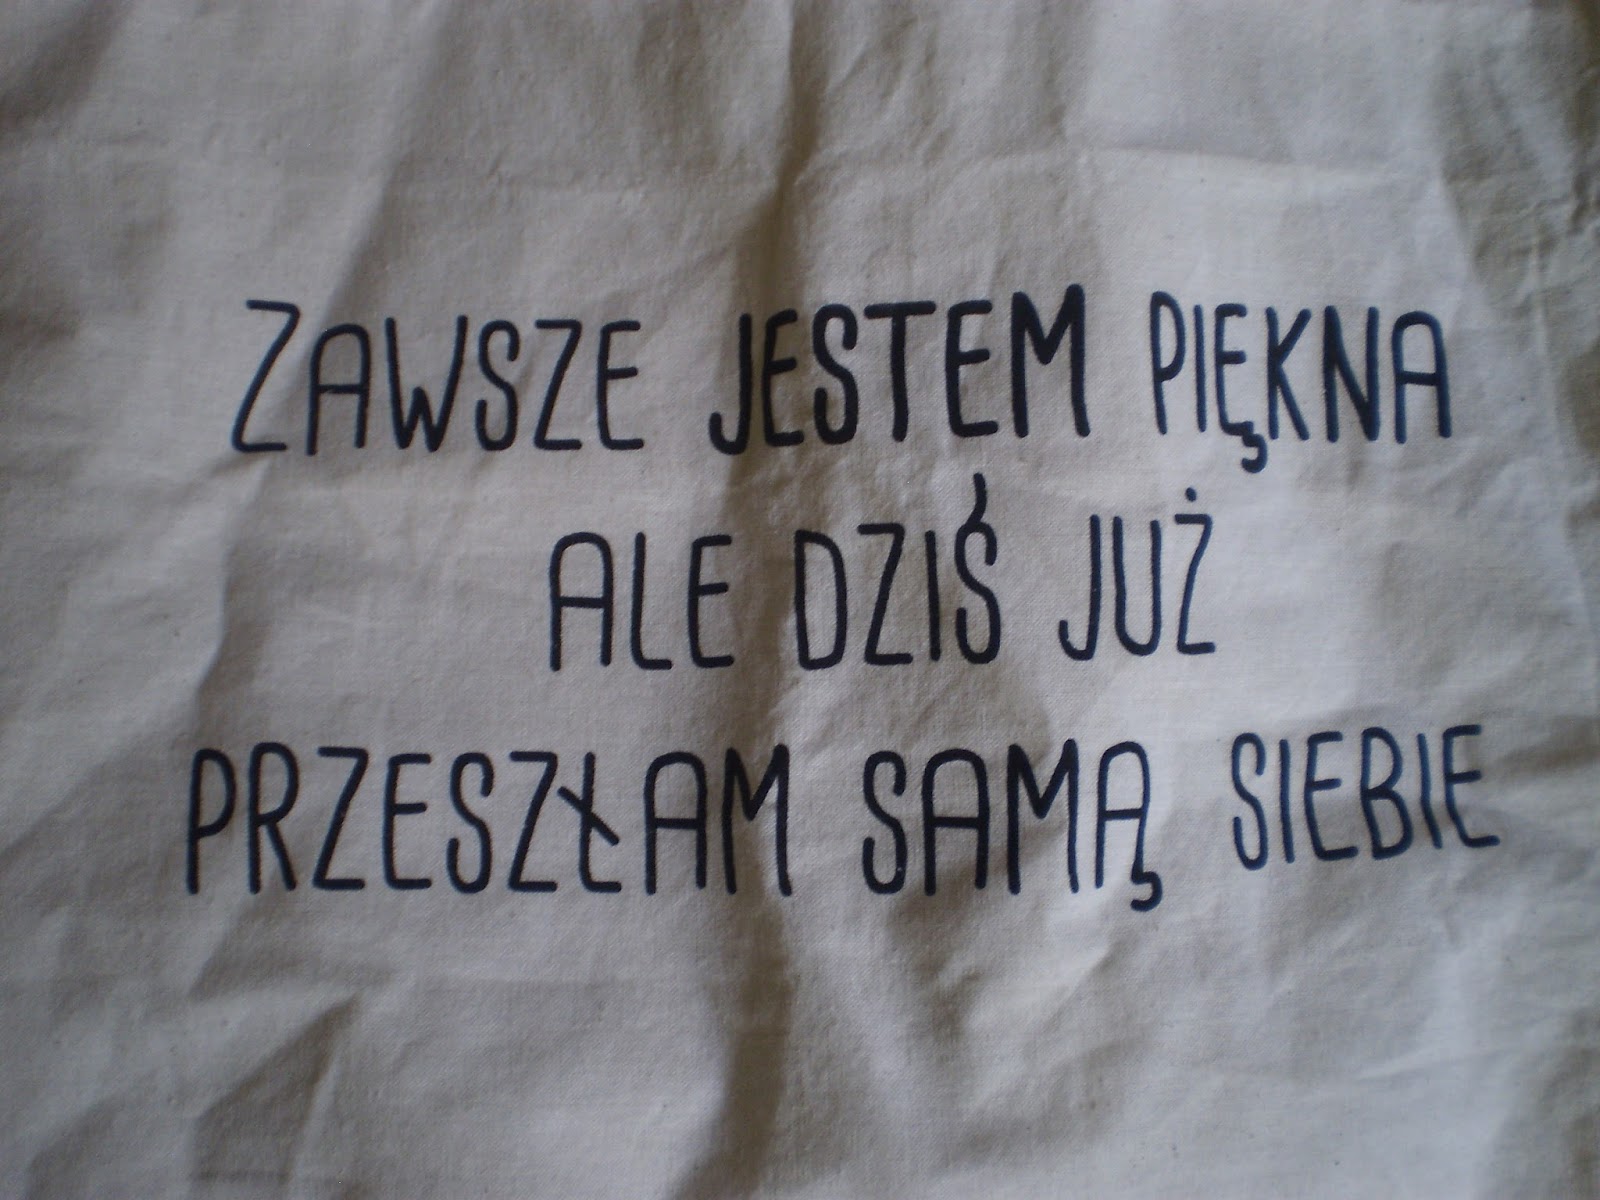 ZAWSZE JESTEM PIĘKNA
ALE DZIŚ JUŻ
PRZESZŁAM SAMĄ SIEBIE